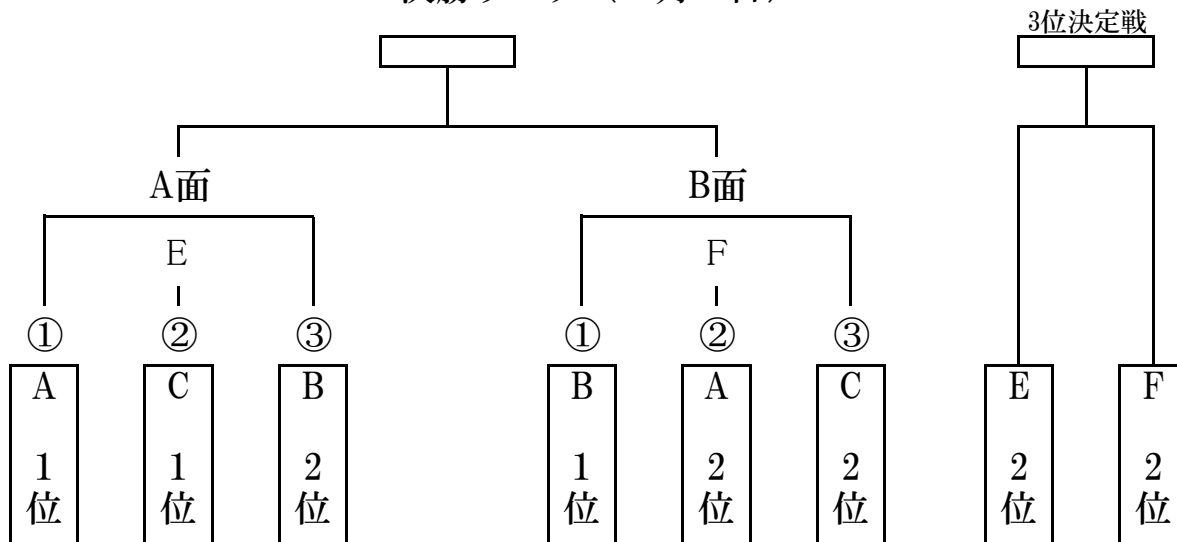 3位決定戦
A面 B面
E F
① ② ③ ① ② ③
A C B B A C E F
1 1 2 1 2 2 2 2
位 位 位 位 位 位 位 位